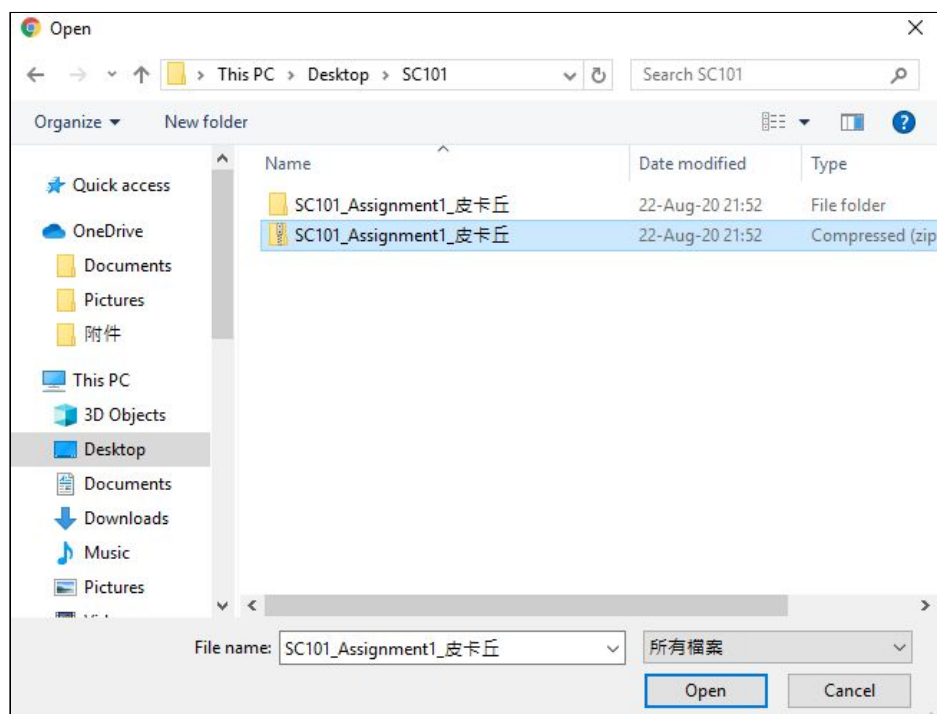 Open
This PC > Desktop > SC101
Search SC101
Organize
New folder
Name
Date modified
Type
Quick access
SC101_Assignment1_皮卡丘
22-Aug-20 21:52
File folder
SC101_Assignment1_皮卡丘
22-Aug-20 21:52
Compressed (zip
OneDrive
Documents
Pictures
附件
This PC
3D Objects
Desktop
Documents
Downloads
Music
Pictures
File name: SC101_Assignment1_皮卡丘
所有檔案
Open
Cancel